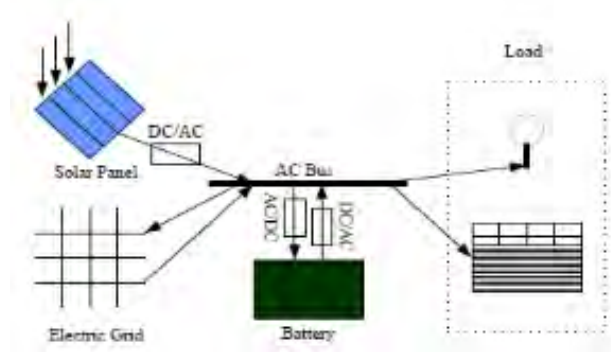 Load
DC/AC
Solar Panel
AC Bus
AC/DC
DC/AC
Electric Grid
Battery